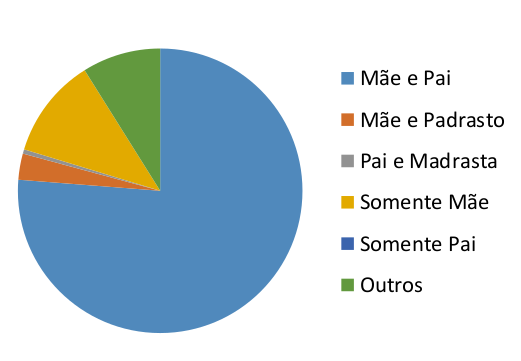 Mãe e Pai
Mãe e Padrasto
Pai e Madrasta
Somente Mãe
Somente Pai
Outros